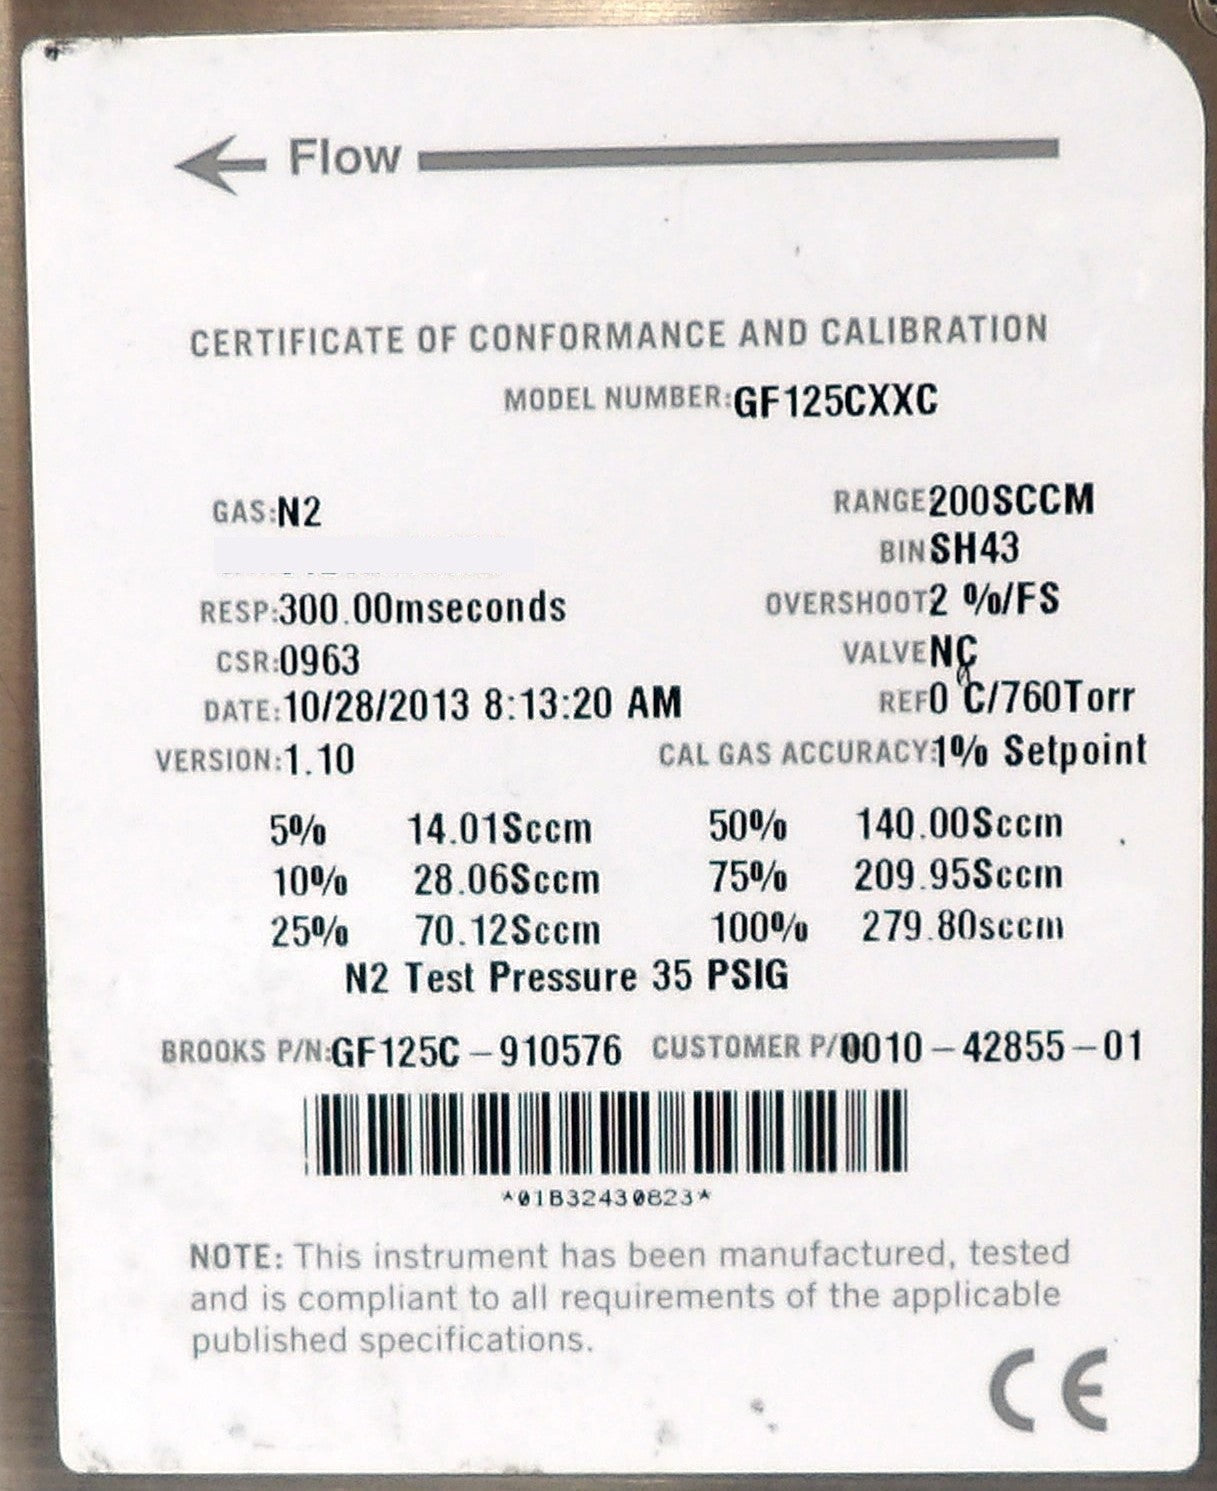 Flow
CERTIFICATE OF CONFORMANCE AND CALIBRATION
MODEL NUMBER:GF125CXXC
GAS:N2 RANGE200SCCM
BINSH43
RESP:300.00mseconds OVERSHOOT2 %/FS
CSR:0963 VALVENC
DATE:10/28/2013 8:13:20 AM REF0 C/760Torr
VERSION:1.10 CAL GAS ACCURACY:1% Setpoint
5% 14.01Sccm 50% 140.00Sccm
10% 28.06Sccm 75% 209.95Sccm
25% 70.12Sccm 100% 279.80sccm
N2 Test Pressure 35 PSIG
BROOKS P/N:GF125C-910576 CUSTOMER P/0010-42855-01
*01B32430823*
NOTE: This instrument has been manufactured, tested
and is compliant to all requirements of the applicable
published specifications.
CE